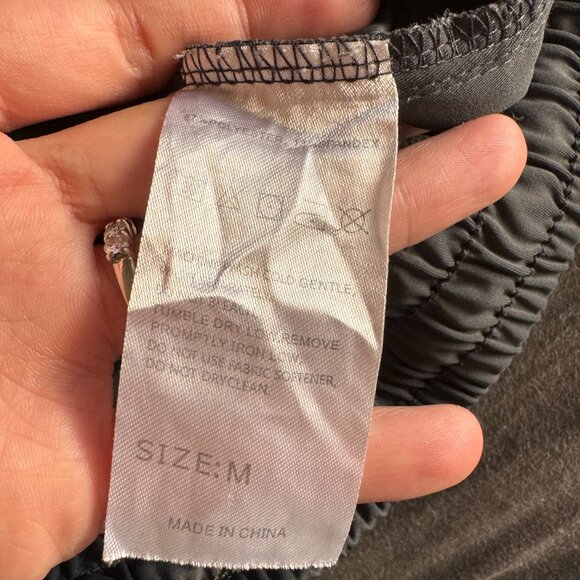 POLYESTER SPANDEX
COLD GENTLE,
TUMBLE DRY LOW.REMOVE
PROMPTLY IRON LOW.
DO NOT USE FABRIC SOFTENER,
DO NOT DRYCLEAN.
SIZE:M
MADE IN CHINA